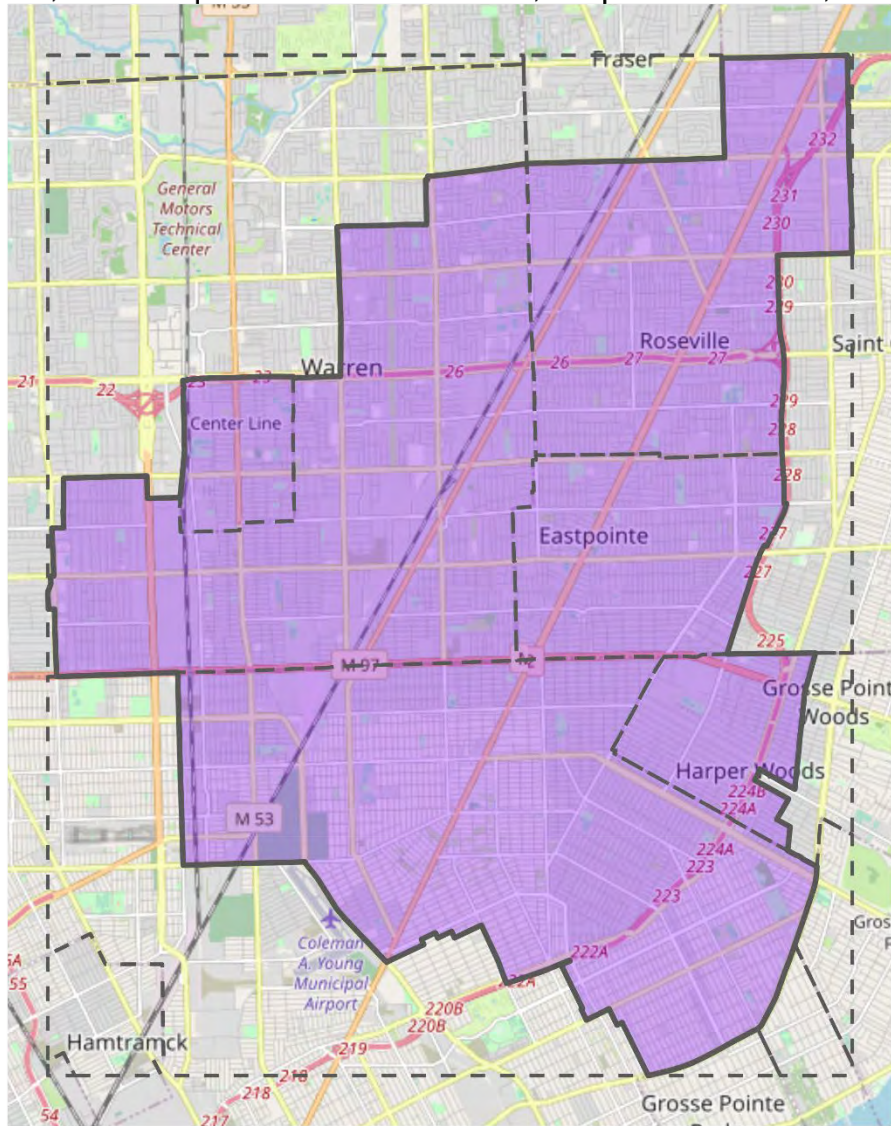 Fraser
232
General
Motors
Technical
Center
231
230
230
229
Roseville
Saint
Warren
26
26
27
27
21
22
23
23
229
Center Line
228
228
Eastpointe
227
227
225
M 97
Grosse Point
Woods
Harper Woods
224B
224A
M 53
224A
223
223
Coleman
A. Young
Municipal
Airport
222A
222A
Gros
220B
220B
55
219
Hamtramck
218
218
54
217
Grosse Pointe